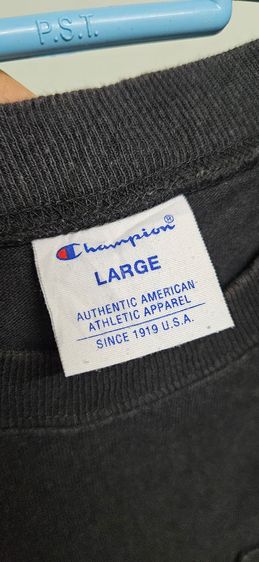 P.S.T.
Champion®
LARGE
AUTHENTIC AMERICAN
ATHLETIC APPAREL
SINCE 1919 U.S.A.